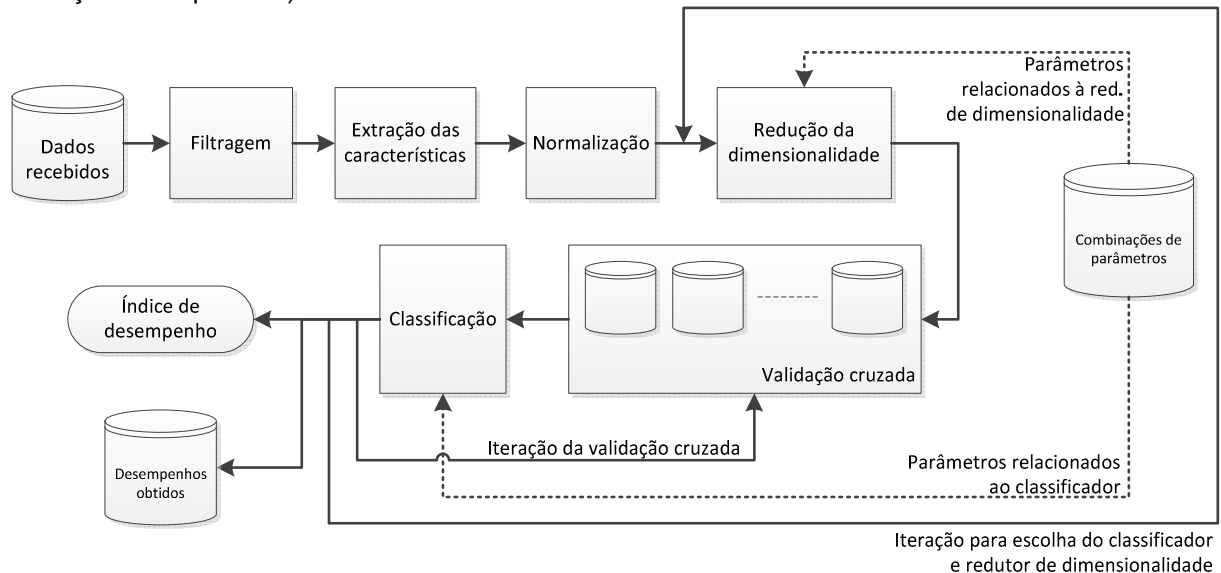 Dados
recebidos
Filtragem
Extração das
características
Normalização
Redução da
dimensionalidade
Parâmetros
relacionados à red.
de dimensionalidade
Combinações de
parâmetros
Índice de
desempenho
Classificação
Validação cruzada
Desempenhos
obtidos
Iteração da validação cruzada
Parâmetros relacionados
ao classificador
Iteração para escolha do classificador
e redutor de dimensionalidade